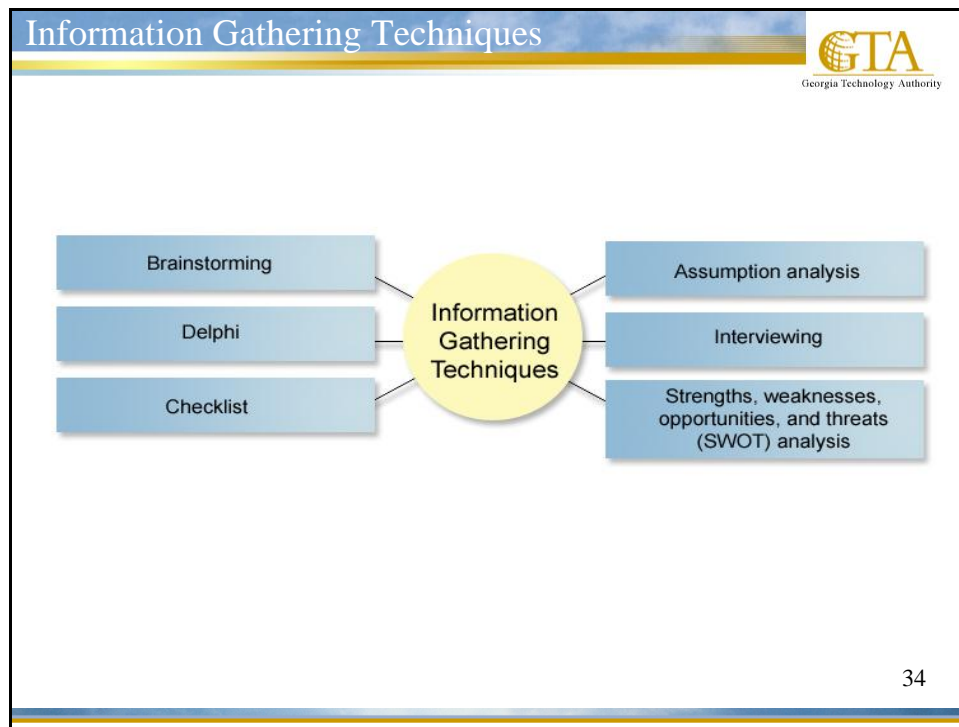 Information Gathering Techniques
GTA
Georgia Technology Authority
Brainstorming
Delphi
Checklist
Information
Gathering
Techniques
Assumption analysis
Interviewing
Strengths, weaknesses,
opportunities, and threats
(SWOT) analysis
34